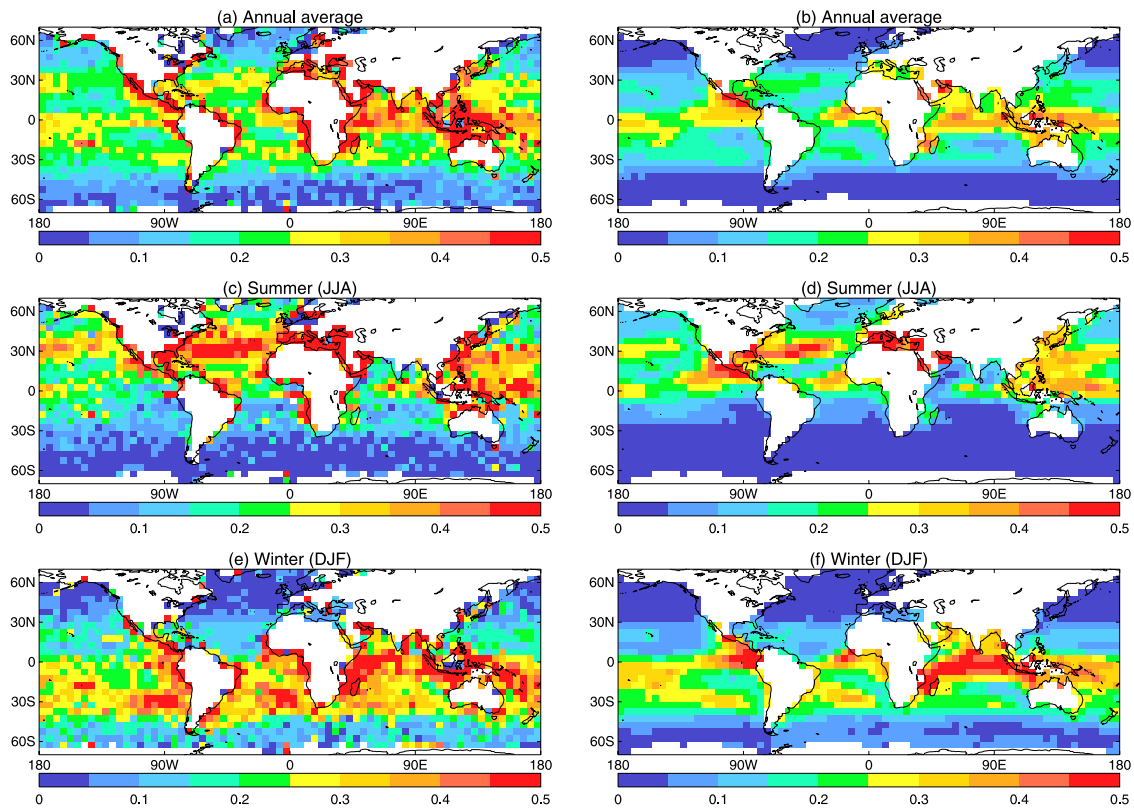 (a) Annual average
(b) Annual average
60N
30N
0
30S
60S
180 90W 0 90E 180
0 0.1 0.2 0.3 0.4 0.5
60N
30N
0
30S
60S
180 90W 0 90E 180
0 0.1 0.2 0.3 0.4 0.5
(c) Summer (JJA)
(d) Summer (JJA)
60N
30N
0
30S
60S
180 90W 0 90E 180
0 0.1 0.2 0.3 0.4 0.5
60N
30N
0
30S
60S
180 90W 0 90E 180
0 0.1 0.2 0.3 0.4 0.5
(e) Winter (DJF)
(f) Winter (DJF)
60N
30N
0
30S
60S
180 90W 0 90E 180
0 0.1 0.2 0.3 0.4 0.5
60N
30N
0
30S
60S
180 90W 0 90E 180
0 0.1 0.2 0.3 0.4 0.5